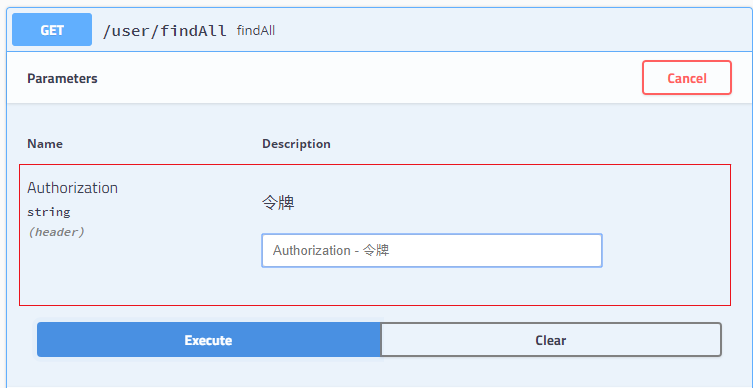 GET /user/findAll findAll
Parameters Cancel
Name Description
Authorization
string
(header)
令牌
Authorization - 令牌
Execute Clear